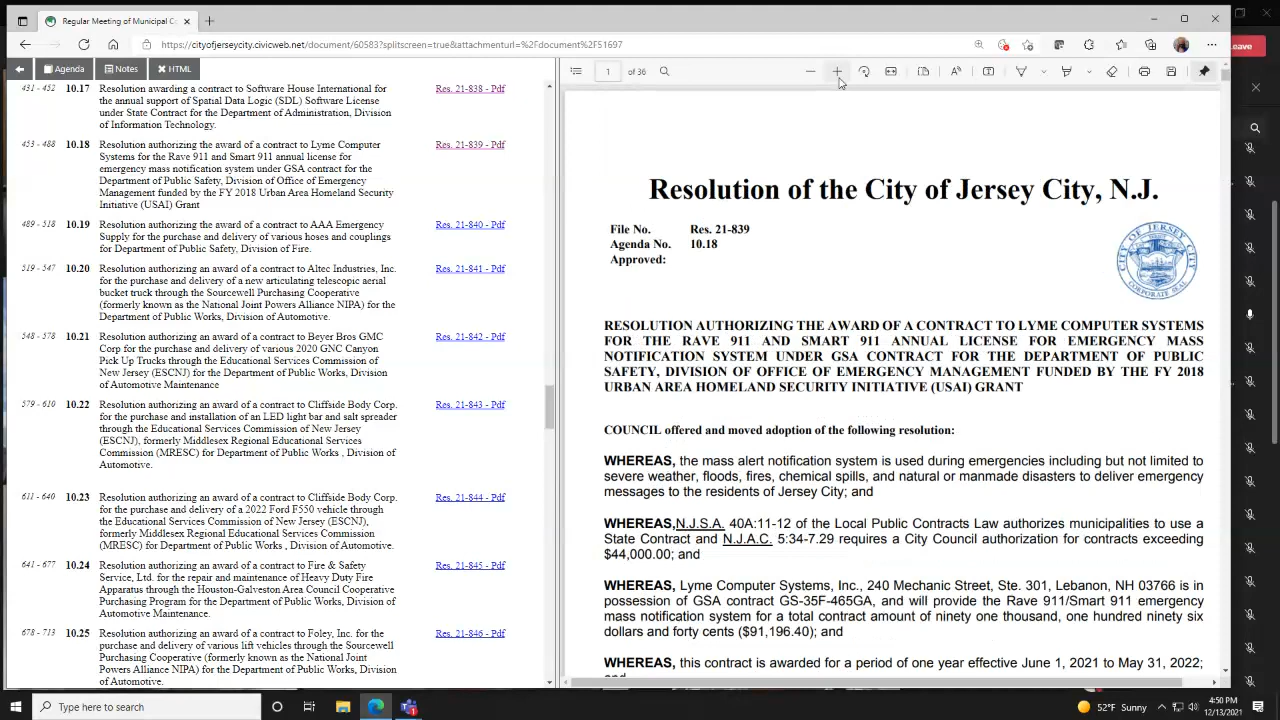 Regular Meeting of Municipal Co
https://cityofjerseycity.civicweb.net/document/60583?splitscreen=true&attachmenturl=%2Fdocument%2F51697
eave
Agenda
Notes
HTML
1 of 36
431 - 452 10.17 Resolution awarding a contract to Software House International for Res. 21-838 - Pdf
the annual support of Spatial Data Logic (SDL) Software License
under State Contract for the Department of Administration, Division
of Information Technology.
453 - 488 10.18 Resolution authorizing the award of a contract to Lyme Computer Res. 21-839 - Pdf
Systems for the Rave 911 and Smart 911 annual license for
emergency mass notification system under GSA contract for the
Department of Public Safety, Division of Office of Emergency
Management funded by the FY 2018 Urban Area Homeland Security
Initiative (USAI) Grant
489 - 518 10.19 Resolution authorizing the award of a contract to AAA Emergency Res. 21-840 - Pdf
Supply for the purchase and delivery of various hoses and couplings
for Department of Public Safety, Division of Fire.
519 - 547 10.20 Resolution authorizing an award of a contract to Altec Industries, Inc. Res. 21-841 - Pdf
for the purchase and delivery of a new articulating telescopic aerial
bucket truck through the Sourcewell Purchasing Cooperative
(formerly known as the National Joint Powers Alliance NIPA) for the
Department of Public Works, Division of Automotive.
548 - 578 10.21 Resolution authorizing an award of a contract to Beyer Bros GMC Res. 21-842 - Pdf
Corp for the purchase and delivery of various 2020 GNC Canyon
Pick Up Trucks through the Educational Services Commission of
New Jersey (ESCNJ) for the Department of Public Works, Division
of Automotive Maintenance
579 - 610 10.22 Resolution authorizing an award of a contract to Cliffside Body Corp. Res. 21-843 - Pdf
for the purchase and installation of an LED light bar and salt spreader
through the Educational Services Commission of New Jersey
(ESCNJ), formerly Middlesex Regional Educational Services
Commission (MRESC) for Department of Public Works , Division of
Automotive.
611 - 640 10.23 Resolution authorizing an award of a contract to Cliffside Body Corp. Res. 21-844 - Pdf
for the purchase and delivery of a 2022 Ford F550 vehicle through
the Educational Services Commission of New Jersey (ESCNJ),
formerly Middlesex Regional Educational Services Commission
(MRESC) for Department of Public Works , Division of Automotive.
641 - 677 10.24 Resolution authorizing an award of a contract to Fire & Safety Res. 21-845 - Pdf
Service, Ltd. for the repair and maintenance of Heavy Duty Fire
Apparatus through the Houston-Galveston Area Council Cooperative
Purchasing Program for the Department of Public Works, Division of
Automotive Maintenance.
678 - 713 10.25 Resolution authorizing an award of a contract to Foley, Inc. for the Res. 21-846 - Pdf
purchase and delivery of various lift vehicles through the Sourcewell
Purchasing Cooperative (formerly known as the National Joint
Powers Alliance NIPA) for the Department of Public Works, Division
of Automotive.
Resolution of the City of Jersey City, N.J.
File No. Res. 21-839
Agenda No. 10.18
Approved:
CITY OF JERSEY CITY
CORPORATE SEAL
RESOLUTION AUTHORIZING THE AWARD OF A CONTRACT TO LYME COMPUTER SYSTEMS
FOR THE RAVE 911 AND SMART 911 ANNUAL LICENSE FOR EMERGENCY MASS
NOTIFICATION SYSTEM UNDER GSA CONTRACT FOR THE DEPARTMENT OF PUBLIC
SAFETY, DIVISION OF OFFICE OF EMERGENCY MANAGEMENT FUNDED BY THE FY 2018
URBAN AREA HOMELAND SECURITY INITIATIVE (USAI) GRANT
COUNCIL offered and moved adoption of the following resolution:
WHEREAS, the mass alert notification system is used during emergencies including but not limited to
severe weather, floods, fires, chemical spills, and natural or manmade disasters to deliver emergency
messages to the residents of Jersey City; and
WHEREAS,N.J.S.A. 40A:11-12 of the Local Public Contracts Law authorizes municipalities to use a
State Contract and N.J.A.C. 5:34-7.29 requires a City Council authorization for contracts exceeding
$44,000.00; and
WHEREAS, Lyme Computer Systems, Inc., 240 Mechanic Street, Ste. 301, Lebanon, NH 03766 is in
possession of GSA contract GS-35F-465GA, and will provide the Rave 911/Smart 911 emergency
mass notification system for a total contract amount of ninety one thousand, one hundred ninety six
dollars and forty cents ($91,196.40); and
WHEREAS, this contract is awarded for a period of one year effective June 1, 2021 to May 31, 2022;
and
Type here to search
52°F Sunny
4:50 PM
12/13/2021